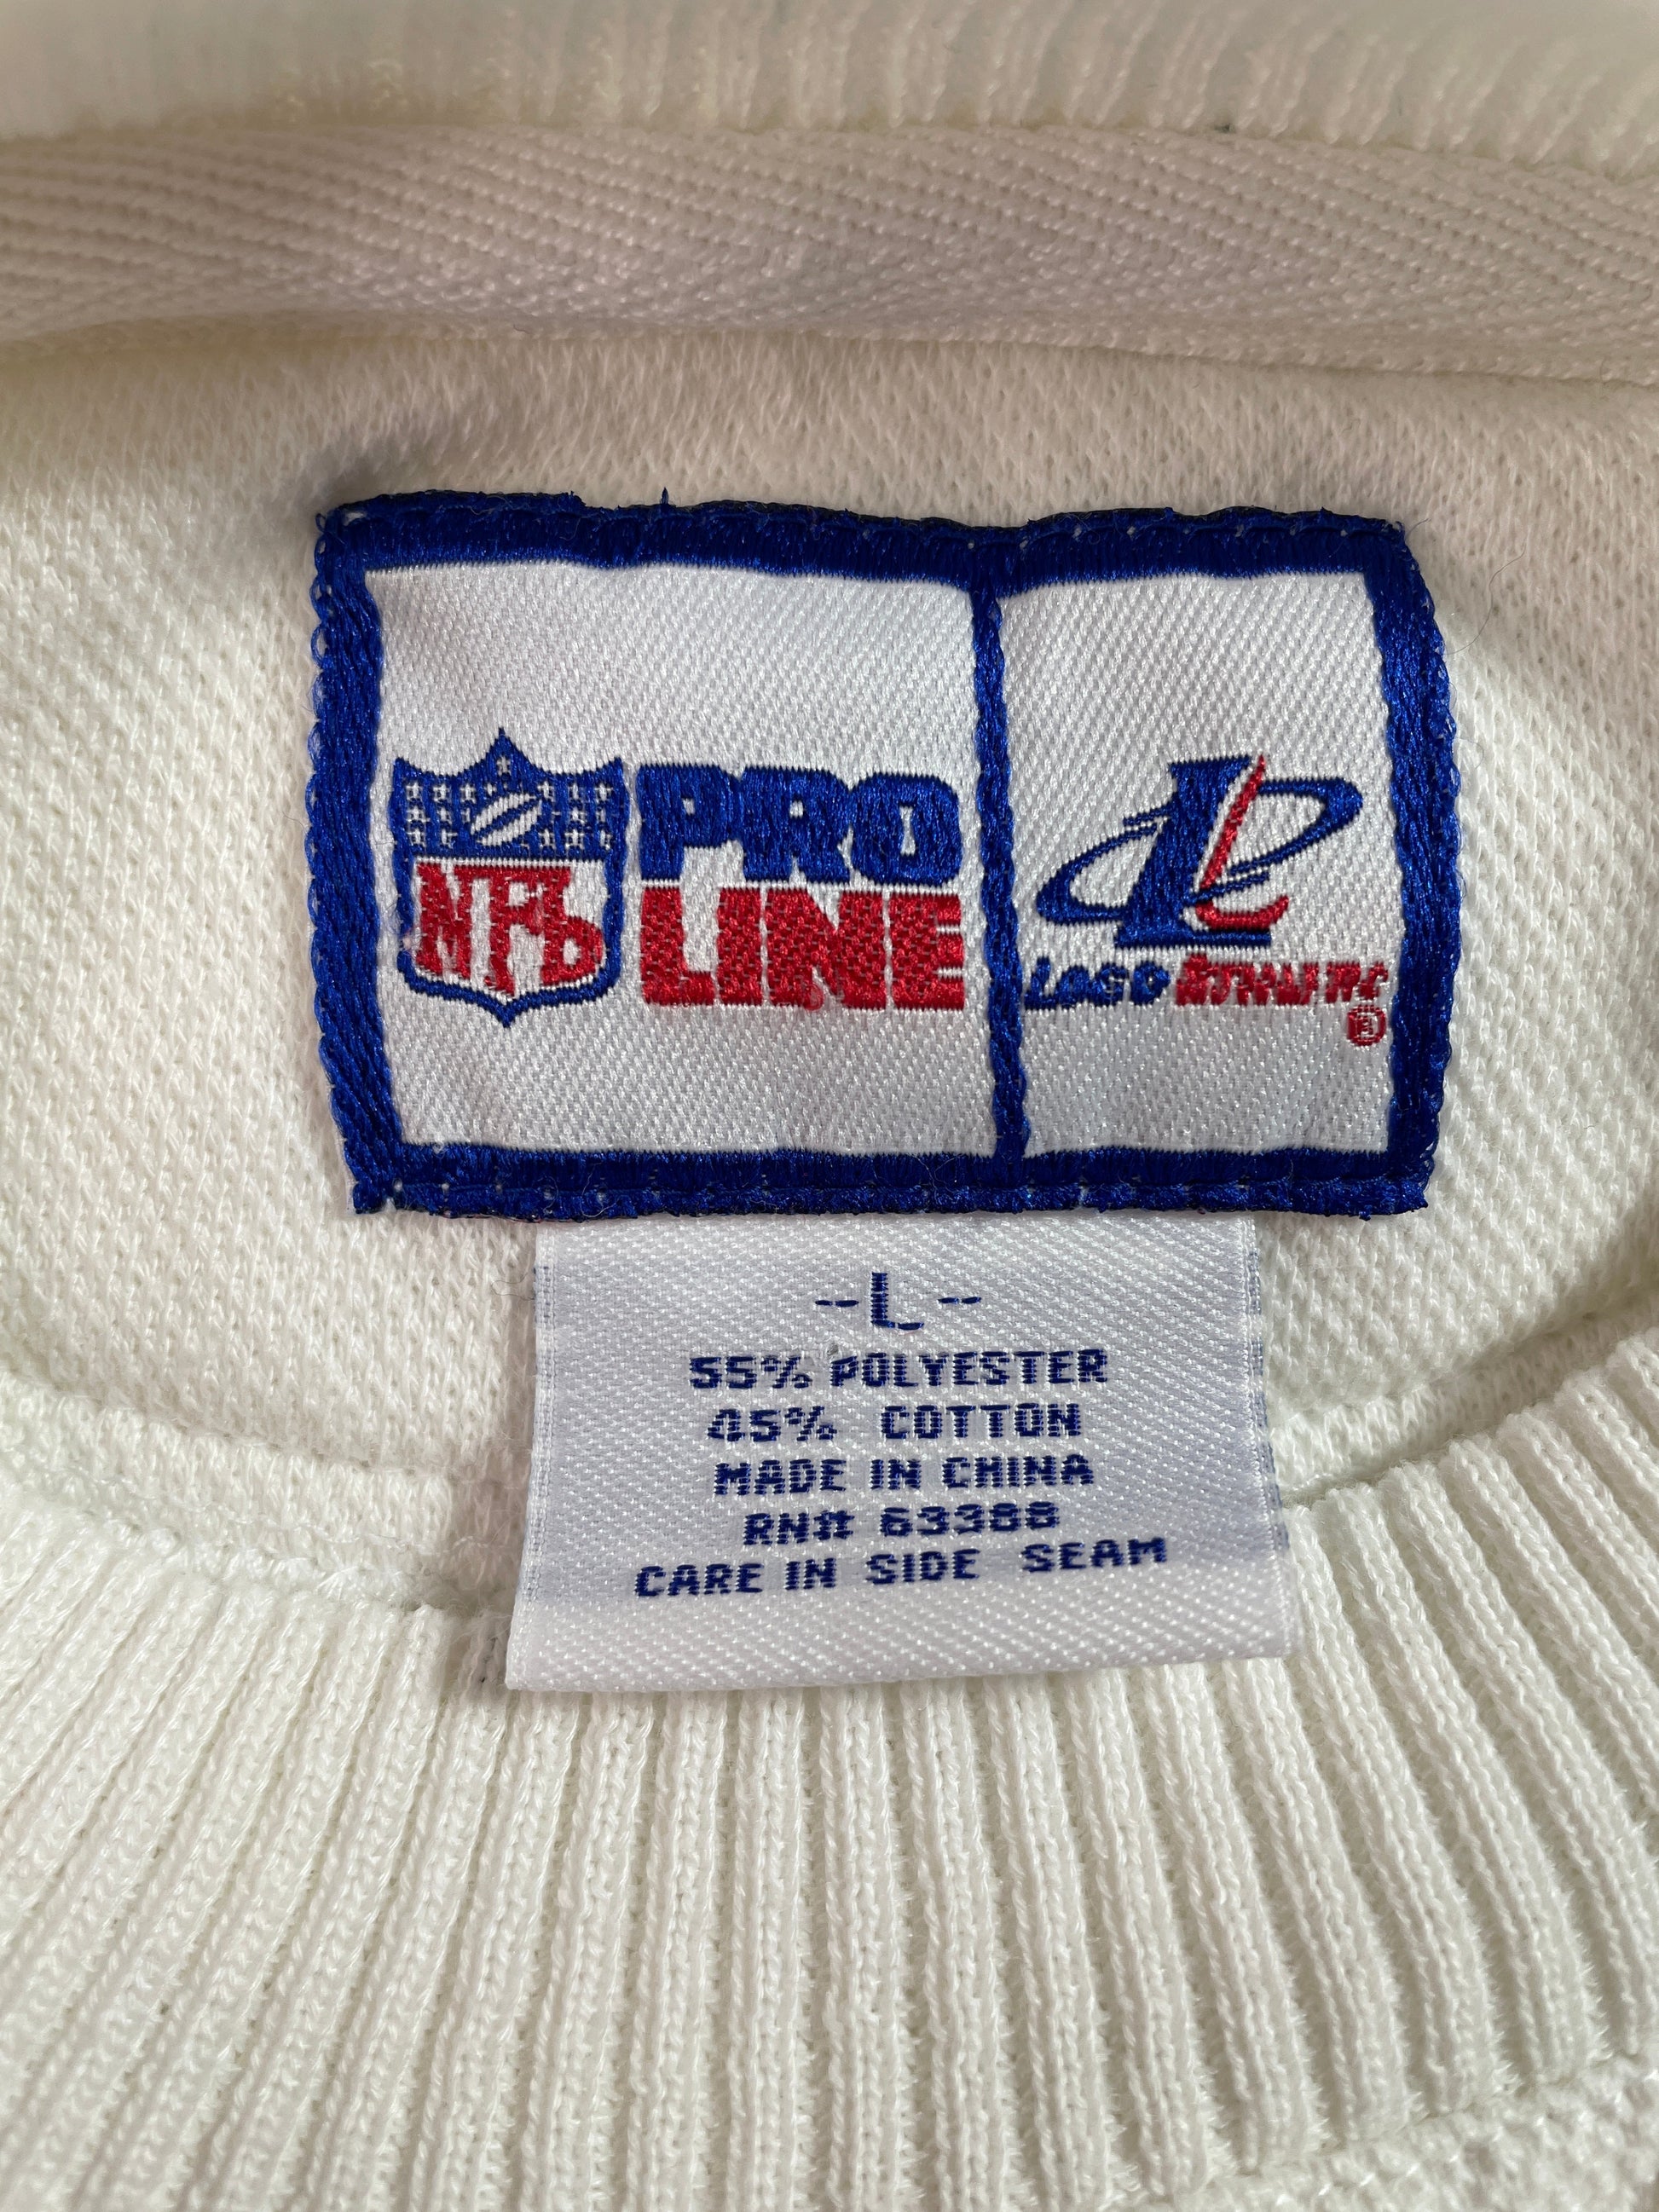 NFL
PRO
LINE
LOGO ATHLETIC
®
-L-
55% POLYESTER
45% COTTON
MADE IN CHINA
RN# 63388
CARE IN SIDE SEAM